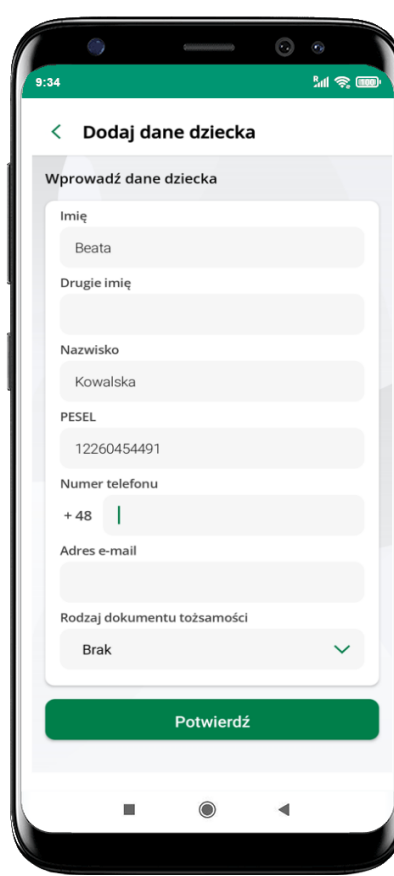 9:34
Dodaj dane dziecka
Wprowadź dane dziecka
Imię
Beata
Drugie imię
Nazwisko
Kowalska
PESEL
12260454491
Numer telefonu
+ 48
Adres e-mail
Rodzaj dokumentu tożsamości
Brak
Potwierdź